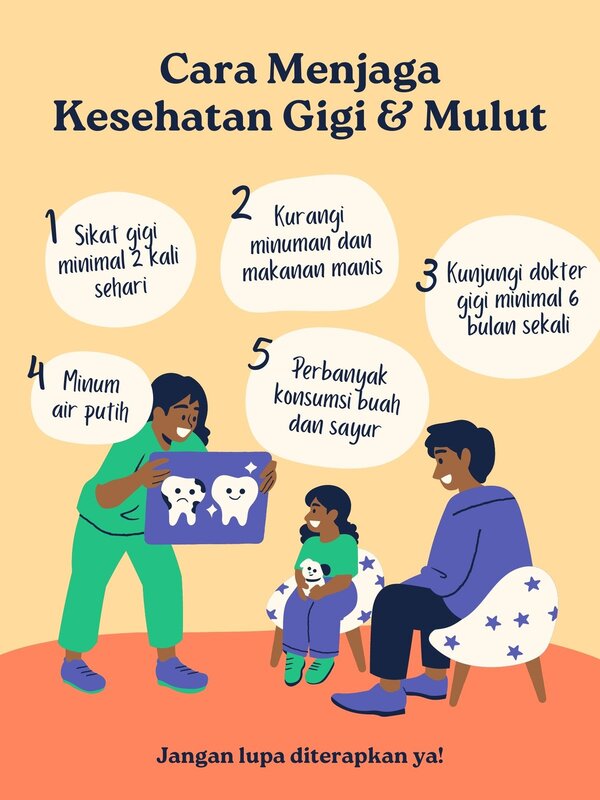 Cara Menjaga
Kesehatan Gigi & Mulut
1
Sikat gigi
minimal 2 kali
sehari
2
Kurangi
minuman dan
makanan manis
3
Kunjungi dokter
gigi minimal 6
bulan sekali
4
Minum
air putih
5
Perbanyak
konsumsi buah
dan sayur
Jangan lupa diterapkan ya!